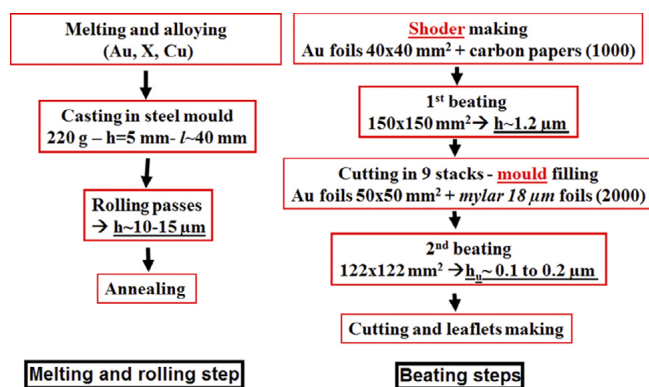 Melting and alloying
(Au, X, Cu)
Casting in steel mould
220 g – h=5 mm- l~40 mm
Rolling passes
→ h~10-15 µm
Annealing
Melting and rolling step
Shoder making
Au foils 40x40 mm² + carbon papers (1000)
1st beating
150x150 mm²→ h~1.2 µm
Cutting in 9 stacks - mould filling
Au foils 50x50 mm² + mylar 18 µm foils (2000)
2nd beating
122x122 mm² →hu~ 0.1 to 0.2 µm
Cutting and leaflets making
Beating steps